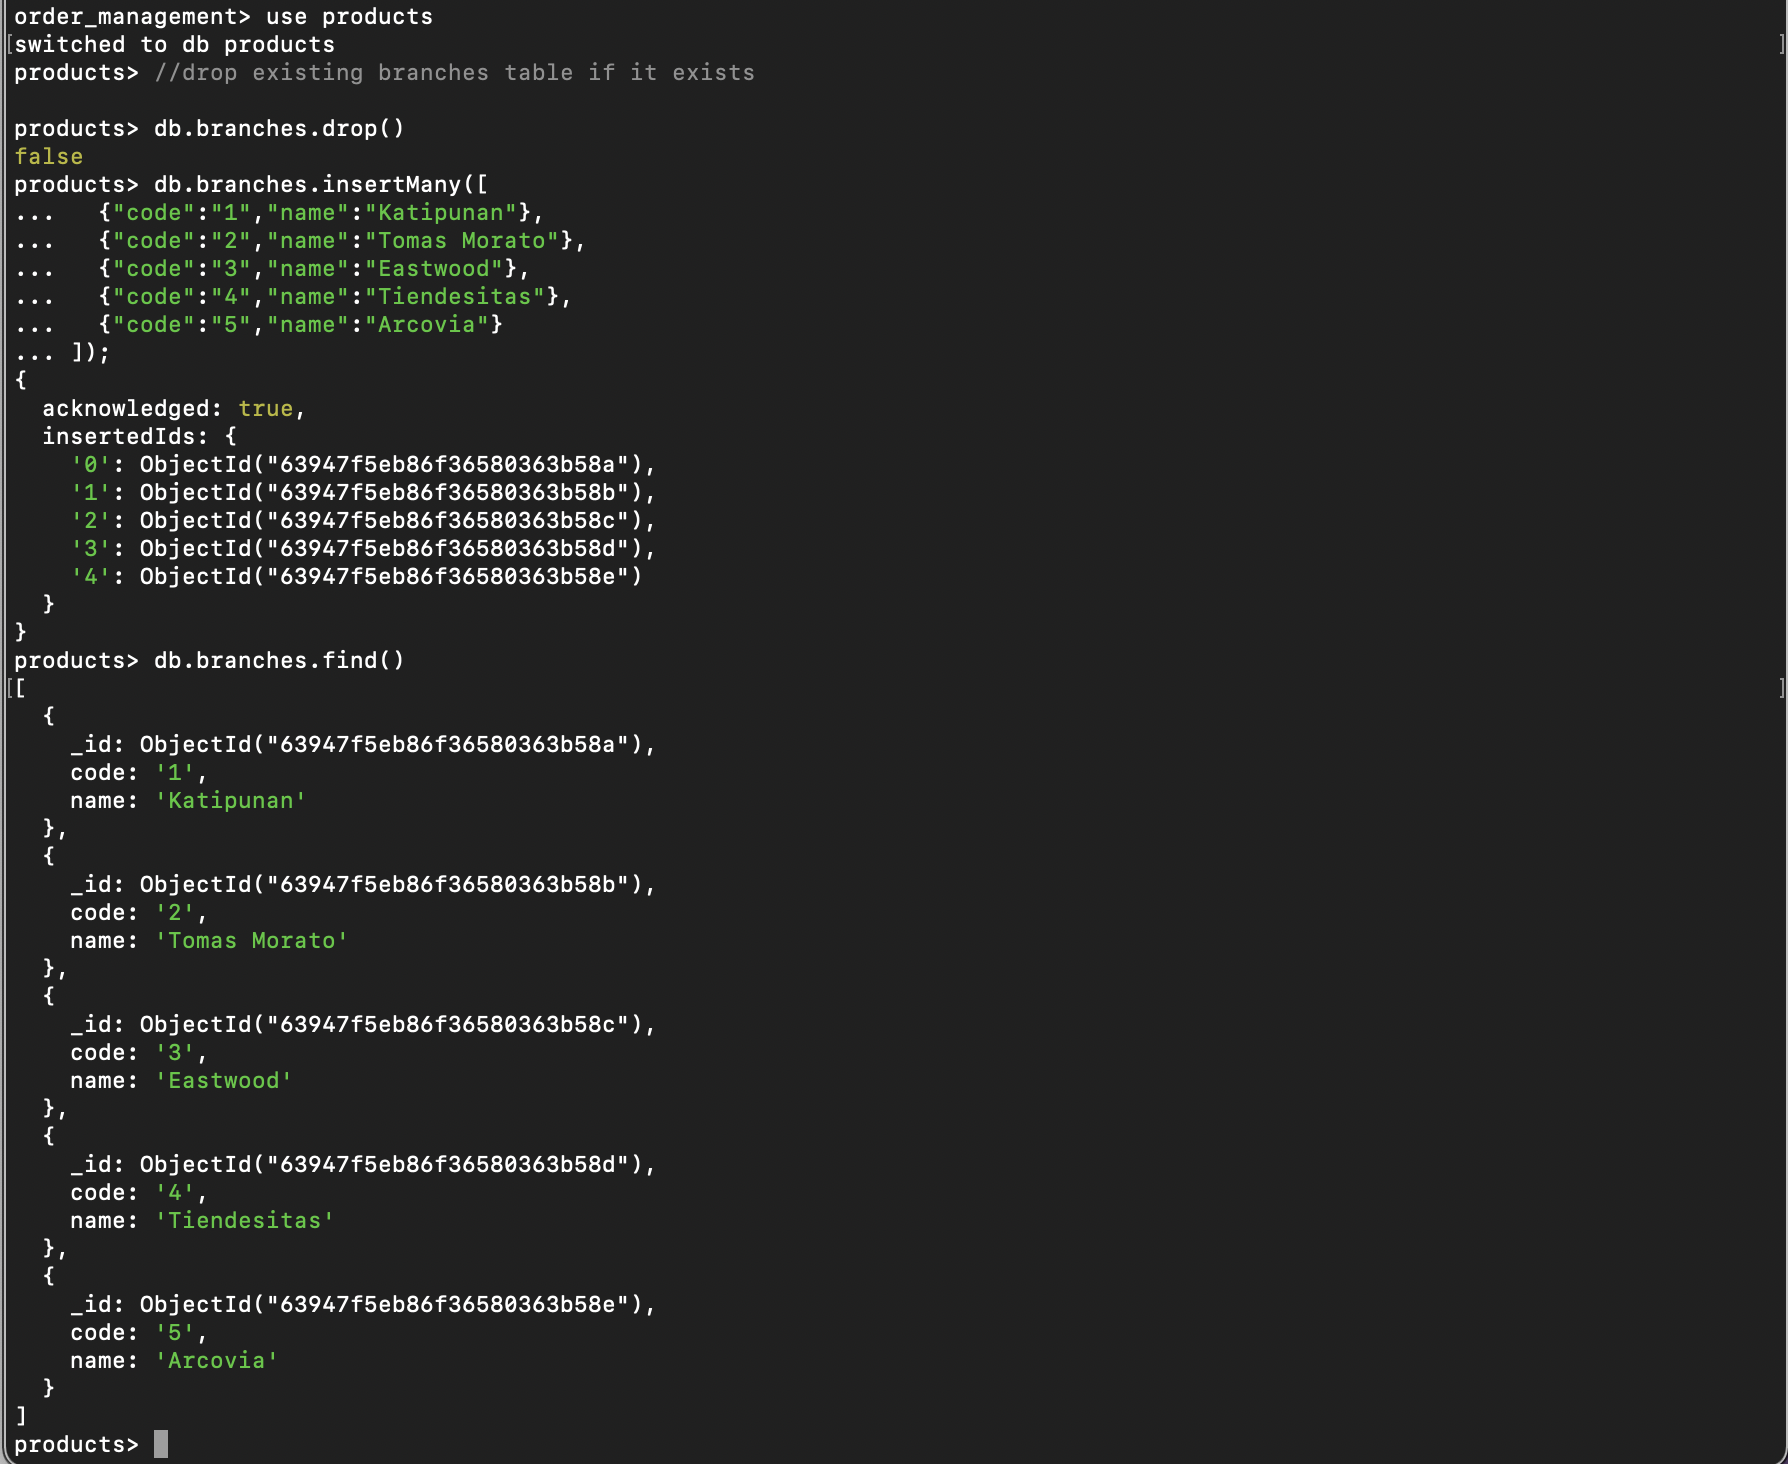 order_management> use products
[switched to db products ]
products> //drop existing branches table if it exists
products> db.branches.drop()
false
products> db.branches.insertMany([
...   {"code":"1","name":"Katipunan"},
...   {"code":"2","name":"Tomas Morato"},
...   {"code":"3","name":"Eastwood"},
...   {"code":"4","name":"Tiendesitas"},
...   {"code":"5","name":"Arcovia"}
... ]);
{
  acknowledged: true,
  insertedIds: {
    '0': ObjectId("63947f5eb86f36580363b58a"),
    '1': ObjectId("63947f5eb86f36580363b58b"),
    '2': ObjectId("63947f5eb86f36580363b58c"),
    '3': ObjectId("63947f5eb86f36580363b58d"),
    '4': ObjectId("63947f5eb86f36580363b58e")
  }
}
products> db.branches.find()
[[ ]
  {
    _id: ObjectId("63947f5eb86f36580363b58a"),
    code: '1',
    name: 'Katipunan'
  },
  {
    _id: ObjectId("63947f5eb86f36580363b58b"),
    code: '2',
    name: 'Tomas Morato'
  },
  {
    _id: ObjectId("63947f5eb86f36580363b58c"),
    code: '3',
    name: 'Eastwood'
  },
  {
    _id: ObjectId("63947f5eb86f36580363b58d"),
    code: '4',
    name: 'Tiendesitas'
  },
  {
    _id: ObjectId("63947f5eb86f36580363b58e"),
    code: '5',
    name: 'Arcovia'
  }
]
products>